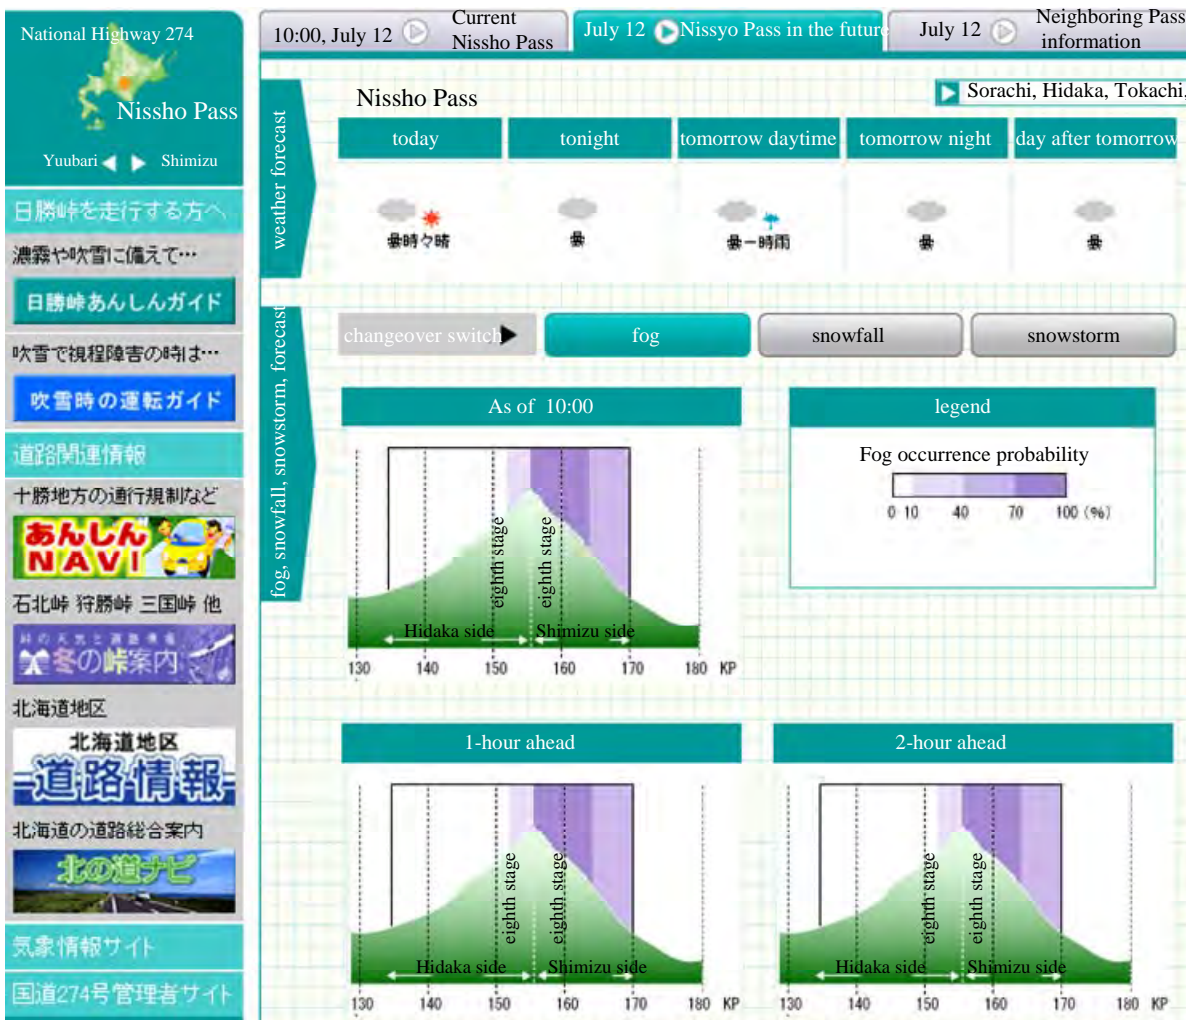 National Highway 274
Nissho Pass
Yuubari
Shimizu
日勝峠を走行する方へ
濃霧や吹雪に備えて…
日勝峠あんしんガイド
吹雪で視程障害の時は…
吹雪時の運転ガイド
道路関連情報
十勝地方の通行規制など
あんしん
NAVI
石北峠 狩勝峠 三国峠 他
冬の峠案内
北海道地区
北海道地区
道路情報
北海道の道路総合案内
北の道ナビ
気象情報サイト
国道274号管理者サイト
10:00, July 12
Current
Nissho Pass
July 12
Nissyo Pass in the future
July 12
Neighboring Pass
information
weather forecast
Nissho Pass
Sorachi, Hidaka, Tokachi,
today
tonight
tomorrow daytime
tomorrow night
day after tomorrow
曇時々晴
曇
曇一時雨
曇
曇
fog, snowfall, snowstorm, forecast
changeover switch
fog
snowfall
snowstorm
As of 10:00
eighth stage
eighth stage
Hidaka side
Shimizu side
130 140 150 160 170 180 KP
legend
Fog occurrence probability
0 10 40 70 100 (%)
1-hour ahead
eighth stage
eighth stage
Hidaka side
Shimizu side
130 140 150 160 170 180 KP
2-hour ahead
eighth stage
eighth stage
Hidaka side
Shimizu side
130 140 150 160 170 180 KP